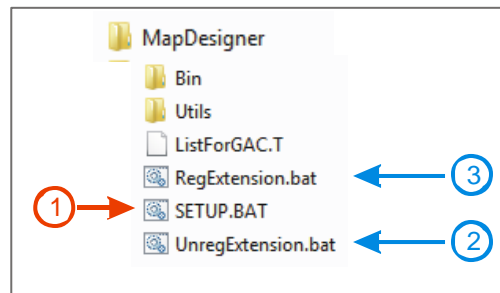 MapDesigner
Bin
Utils
ListForGAC.T
RegExtension.bat
3
1
SETUP.BAT
UnregExtension.bat
2